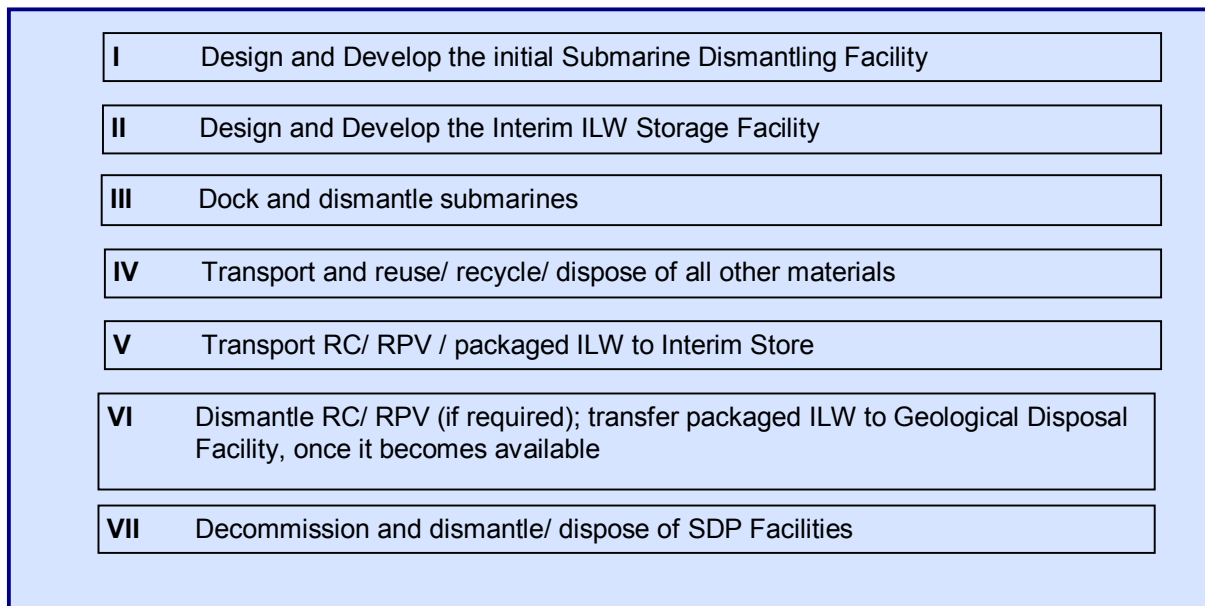 I Design and Develop the initial Submarine Dismantling Facility
II Design and Develop the Interim ILW Storage Facility
III Dock and dismantle submarines
IV Transport and reuse/ recycle/ dispose of all other materials
V Transport RC/ RPV / packaged ILW to Interim Store
VI Dismantle RC/ RPV (if required); transfer packaged ILW to Geological Disposal
Facility, once it becomes available
VII Decommission and dismantle/ dispose of SDP Facilities